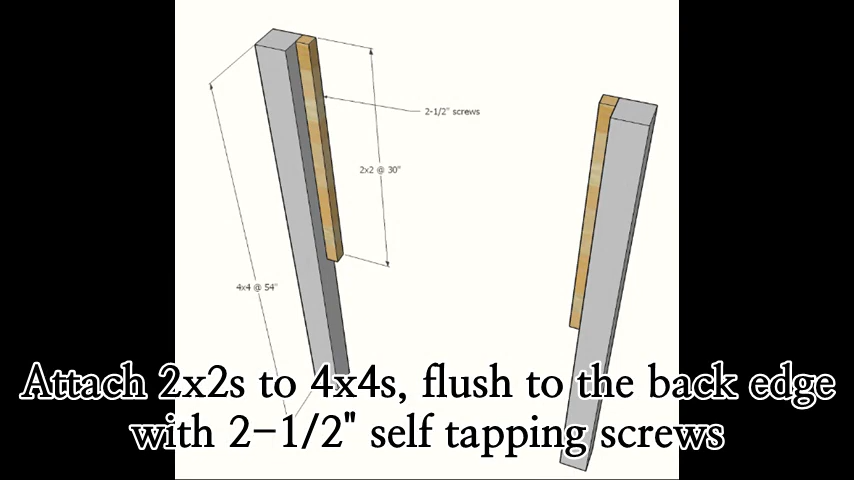 2-1/2" screws
2x2 @ 30"
4x4 @ 54"
Attach 2x2s to 4x4s, flush to the back edge
with 2-1/2" self tapping screws